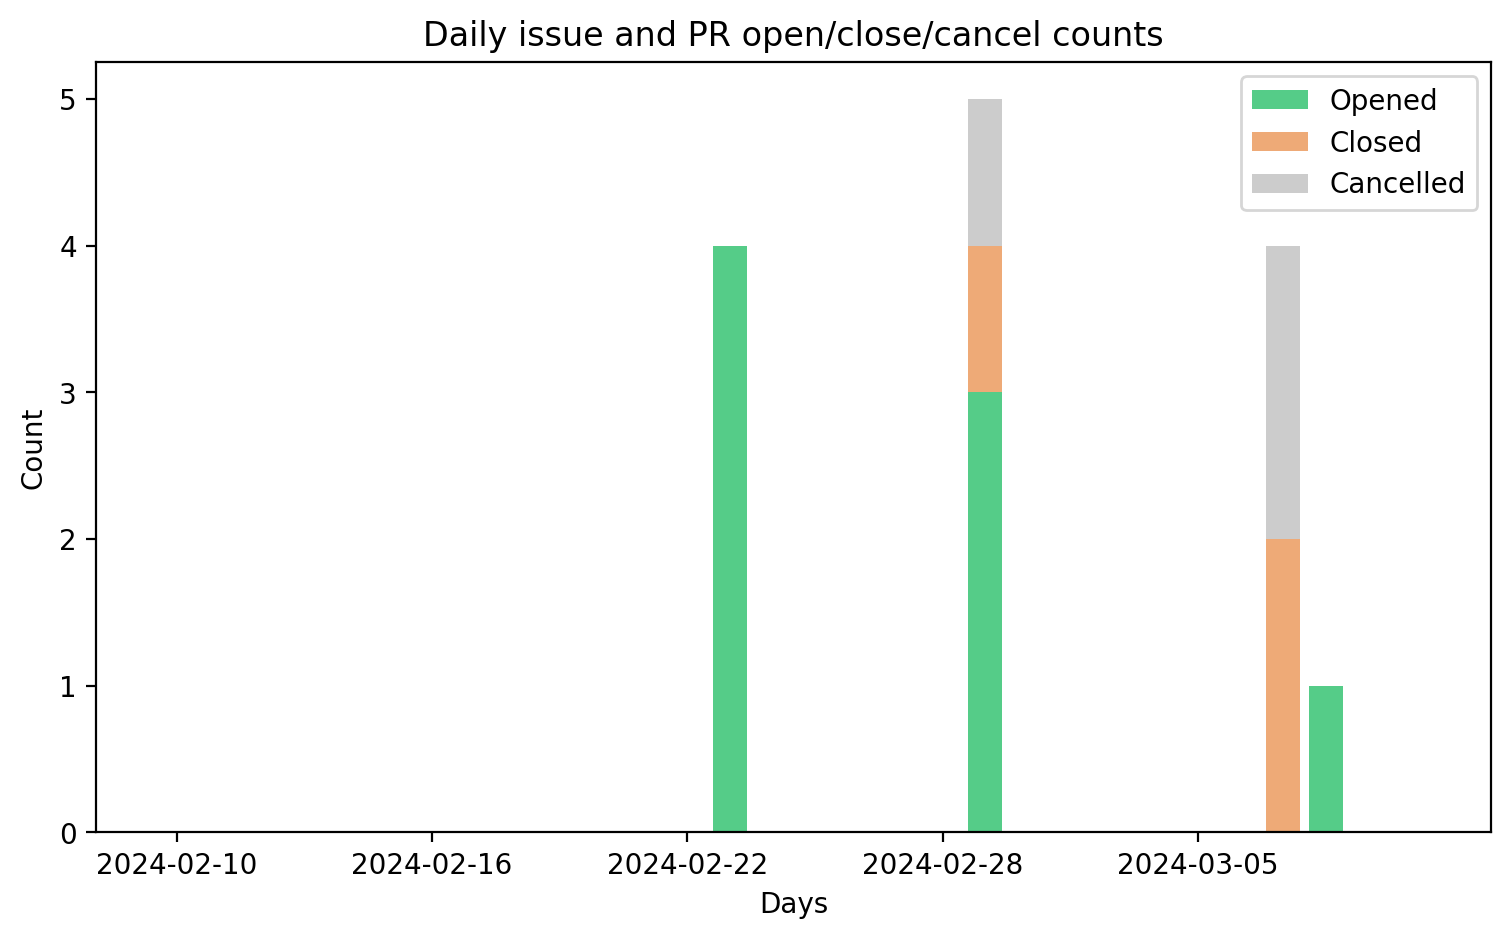 Daily issue and PR open/close/cancel counts
Opened
Closed
Cancelled
5
4
3
2
1
0
Count
2024-02-10
2024-02-16
2024-02-22
2024-02-28
2024-03-05
Days